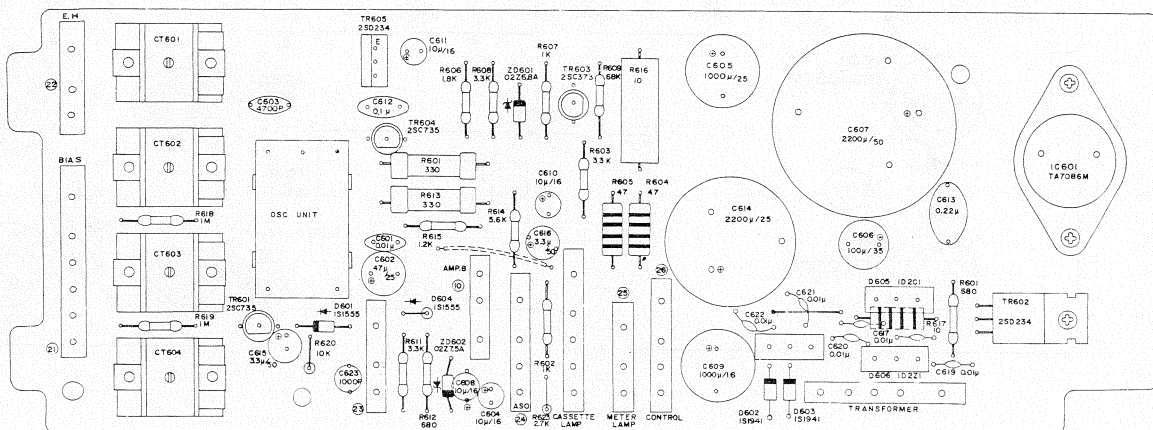 E.H
22
CT601
CT602
CT603
CT604
BIAS
21
R618
1M
R619
1M
TR601
2SC735
C615
3.3μ
50
C603
4700P
OSC UNIT
D601
1S1555
R620
10K
C623
1000P
TR605
2SD234
E
C611
10μ/16
C612
0.1μ
TR604
2SC735
R601
330
R613
330
R615
1.2K
C601
0.01μ
C602
47μ
25
AMP.B
10
D604
1S1555
R611
3.3K
R612
680
ZD602
02Z7.5A
C608
10μ/16
C604
10μ/16
23
R606
1.8K
R608
3.3K
ZD601
02Z6.8A
R607
1K
TR603
2SC373
R609
68K
R616
10
R603
3.3K
C610
10μ/16
R605
47
R604
47
R614
5.6K
C616
3.3μ
50
R602
1K
R623
2.7K
ASO
24
CASSETTE
LAMP
25
METER
LAMP
26
CONTROL
C605
1000μ/25
C607
2200μ/50
C614
2200μ/25
C613
0.22μ
C606
100μ/35
IC601
TA7086M
C621
0.01μ
C622
0.01μ
C609
1000μ/16
D605 1D2C1
C617
0.01μ
R617
10
C620
0.01μ
D606 1D2Z1
C619 0.01μ
R601
680
TR602
2SD234
D602
1S1941
D603
1S1941
TRANSFORMER